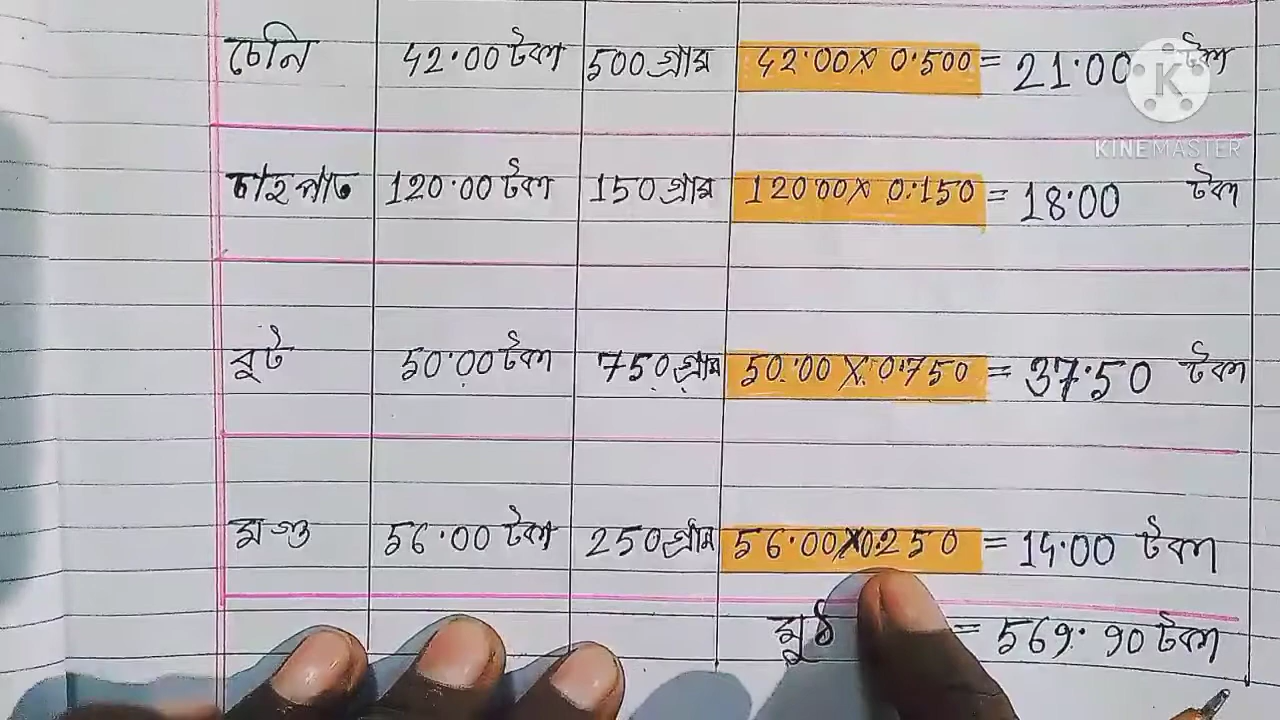 চেনি 42·00 টকা 500 গ্ৰাম 42·00 x 0·500 = 21·00 টকা
K
KINEMASTER
চাহপাত 120·00 টকা 150 গ্ৰাম 120·00 x 0·150 = 18·00 টকা
বুট 50·00 টকা 750 গ্ৰাম 50·00 x 0·750 = 37·50 টকা
মগু 56·00 টকা 250 গ্ৰাম 56·00 x 0·250 = 14·00 টকা
মুঠ = 569·90 টকা